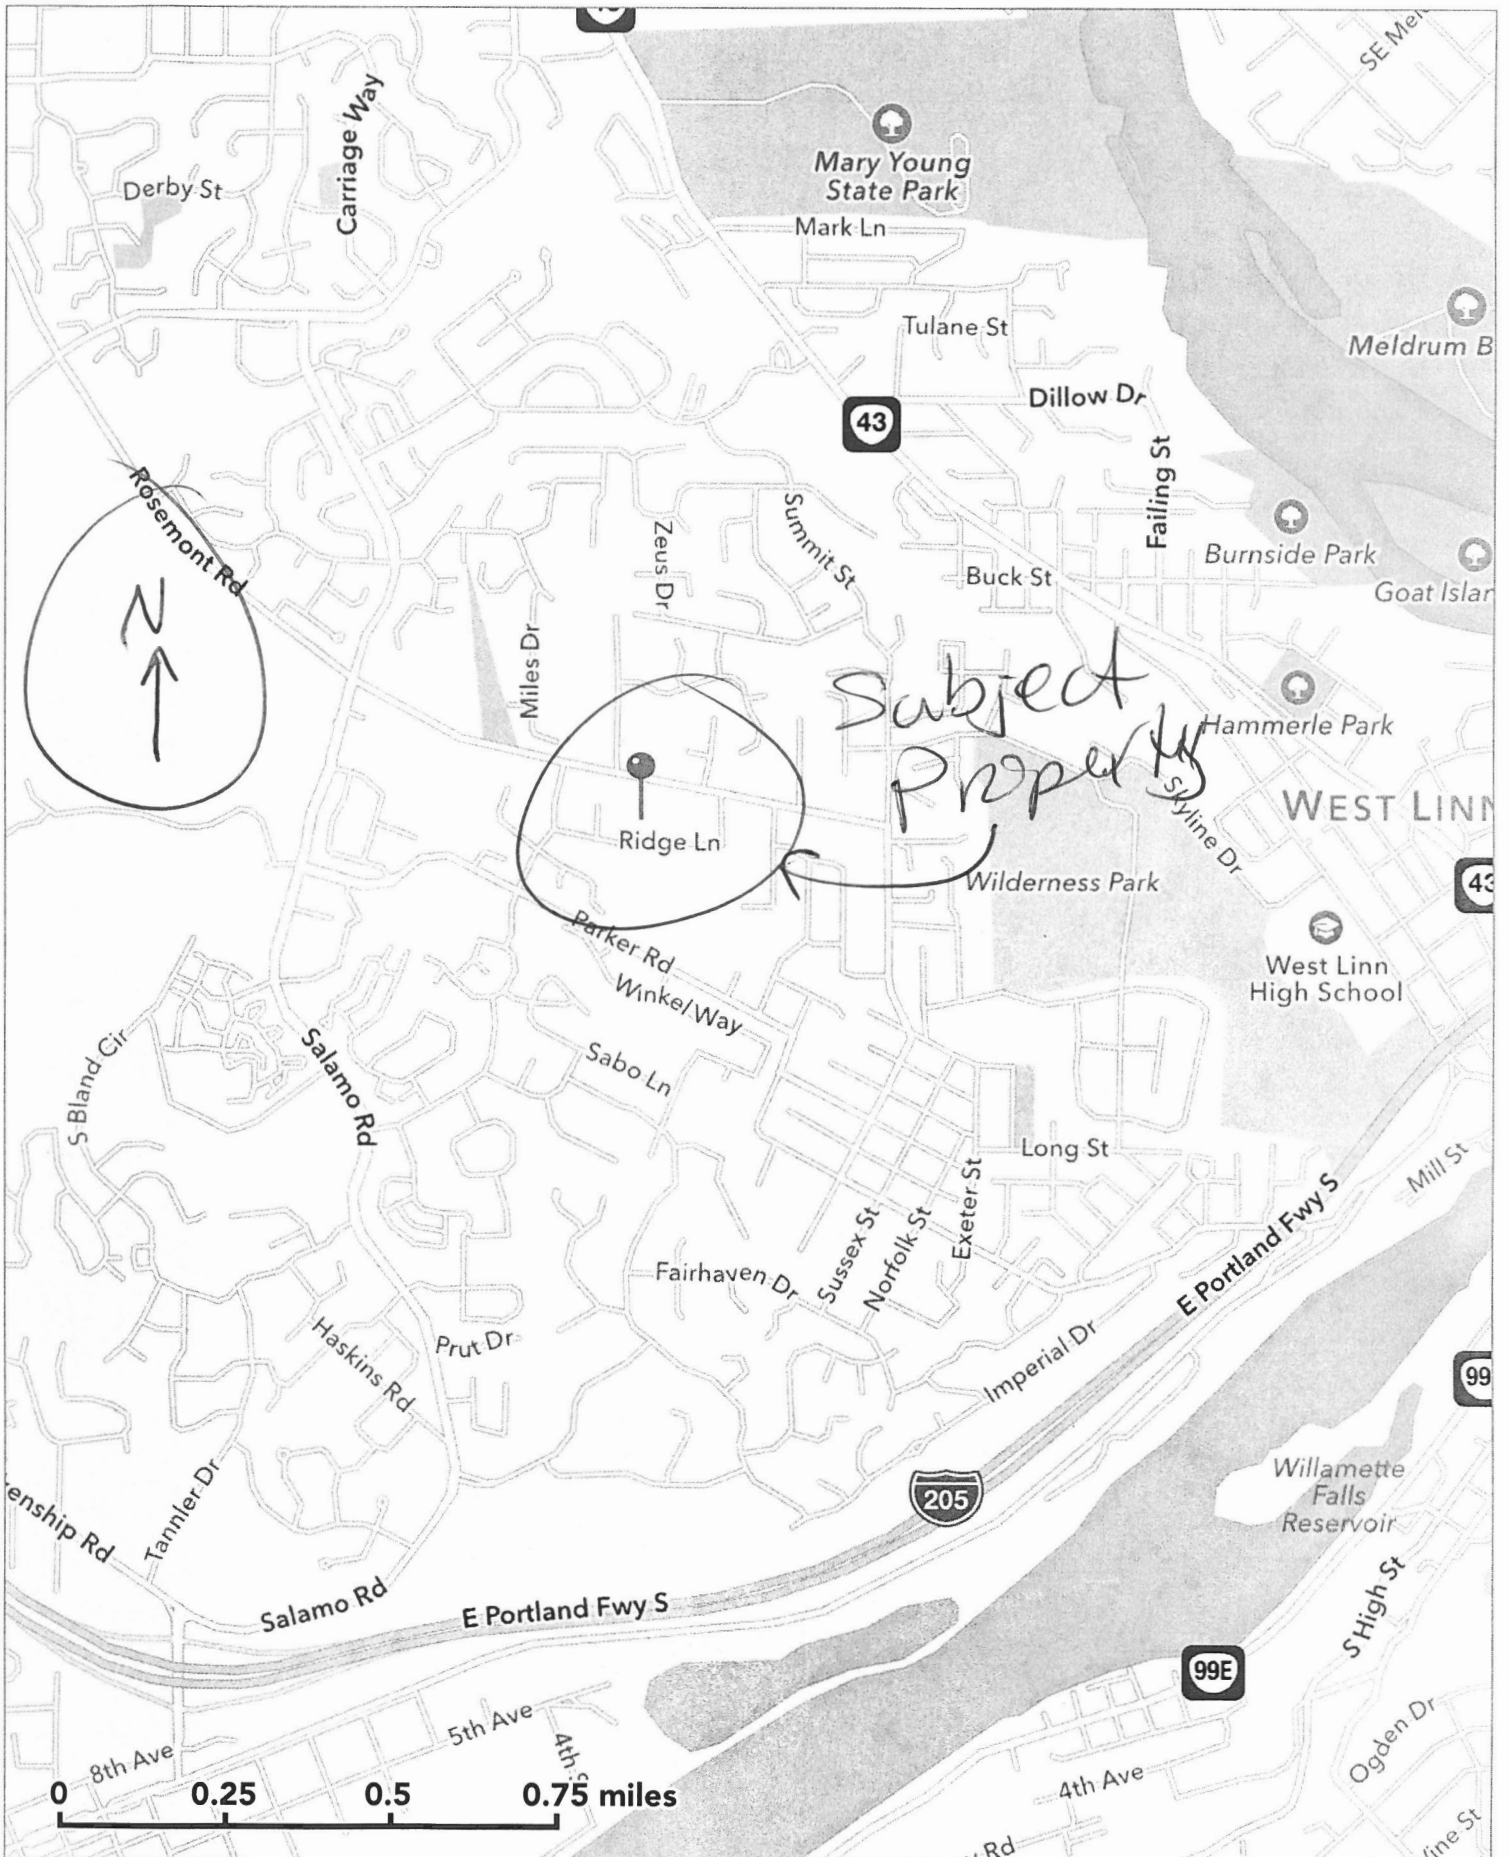 Carriage Way
Derby St
Mary Young
State Park
Mark Ln
Tulane St
Meldrum B
Dillow Dr
43
Failing St
Rosemont Rd
Zeus Dr
Summit St
Buck St
Burnside Park
Goat Islan
N
Miles Dr
Subject
Property
Hammerle Park
Skyline Dr
WEST LINN
Ridge Ln
Wilderness Park
43
Parker Rd
Winkel Way
West Linn
High School
S Bland Cir
Salamo Rd
Sabo Ln
Long St
Mill St
Exeter St
Sussex St
Norfolk St
Fairhaven Dr
E Portland Fwy S
Haskins Rd
Prut Dr
Imperial Dr
99
Willamette
Falls
Reservoir
205
Tannler Dr
kenship Rd
Salamo Rd
E Portland Fwy S
S High St
99E
5th Ave
4th S
8th Ave
4th Ave
Ogden Dr
0 0.25 0.5 0.75 miles
y Rd